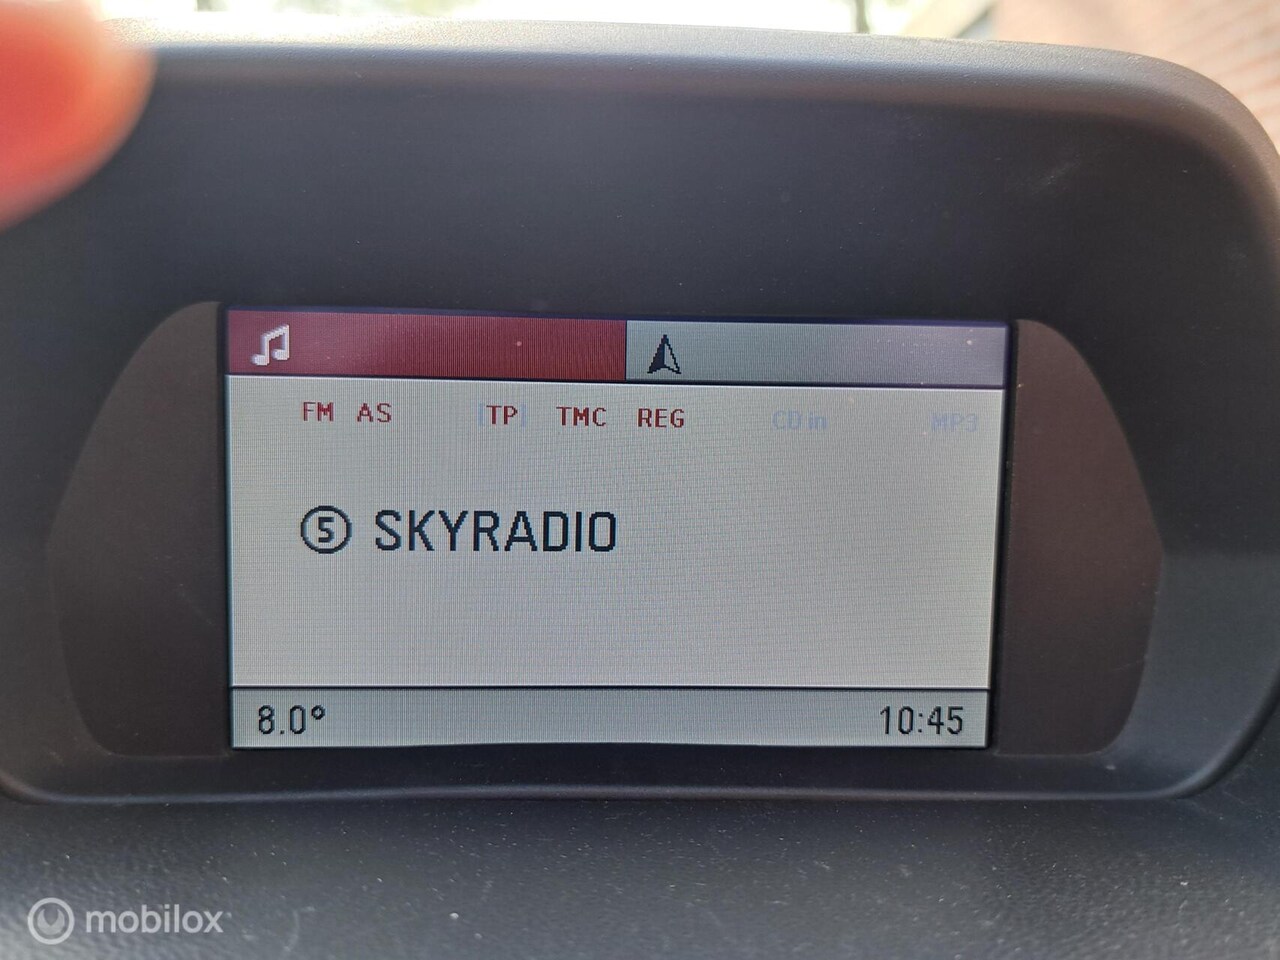 FM AS [TP] TMC REG CD in MP3
5 SKYRADIO
8.0° 10:45
mobilox